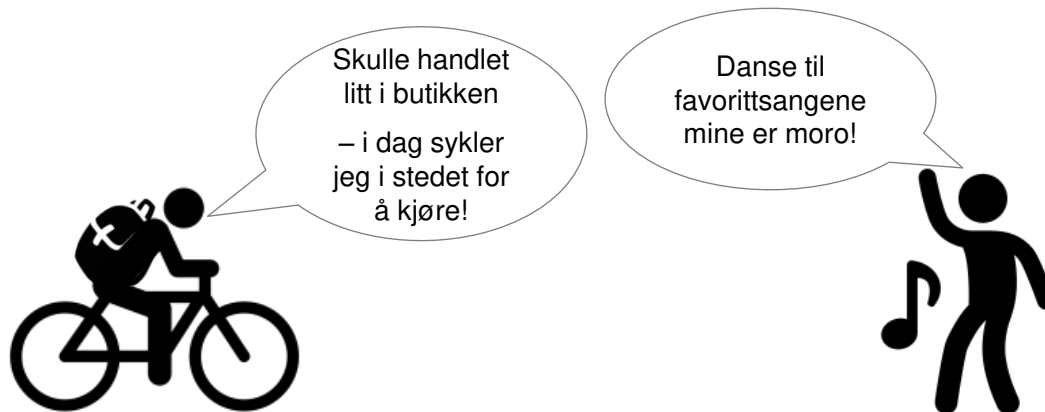 Skulle handlet
litt i butikken
– i dag sykler
jeg i stedet for
å kjøre!
Danse til
favorittsangene
mine er moro!